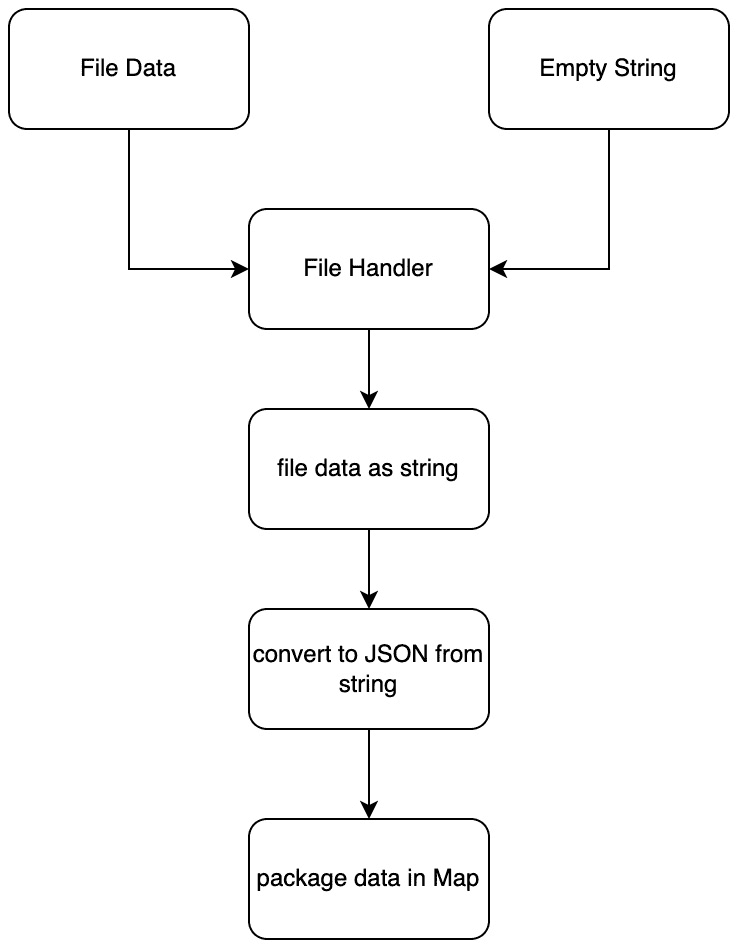 File Data
Empty String
File Handler
file data as string
convert to JSON from
string
package data in Map